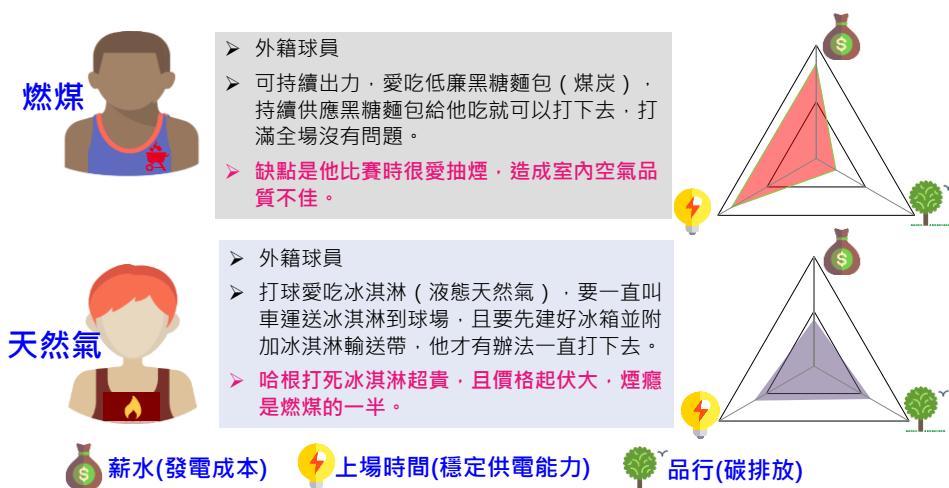 燃煤
➢ 外籍球員
➢ 可持續出力，愛吃低廉黑糖麵包（煤炭），
持續供應黑糖麵包給他吃就可以打下去，打
滿全場沒有問題。
➢ 缺點是他比賽時很愛抽煙，造成室內空氣品
質不佳。
天然氣
➢ 外籍球員
➢ 打球愛吃冰淇淋（液態天然氣），要一直叫
車運送冰淇淋到球場，且要先建好冰箱並附
加冰淇淋輸送帶，他才有辦法一直打下去。
➢ 哈根打死冰淇淋超貴，且價格起伏大，煙癮
是燃煤的一半。
薪水(發電成本) 上場時間(穩定供電能力) 品行(碳排放)